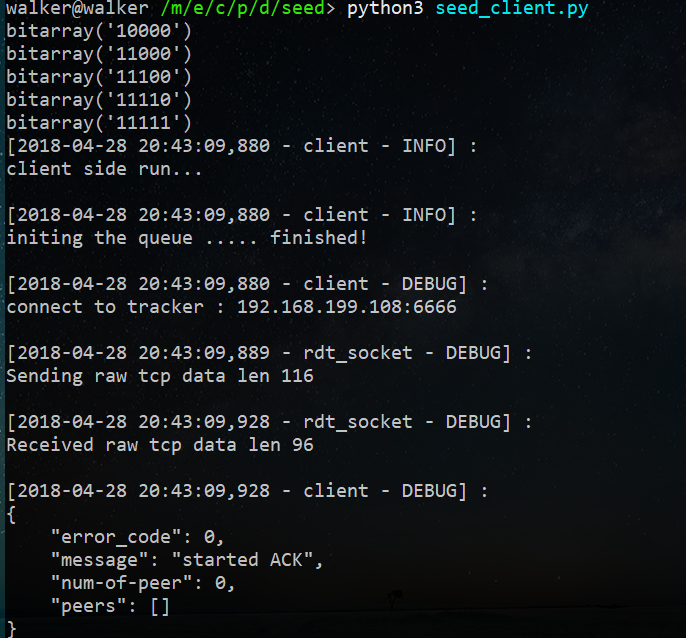 walker@walker /m/e/c/p/d/seed> python3 seed_client.py
bitarray('10000')
bitarray('11000')
bitarray('11100')
bitarray('11110')
bitarray('11111')
[2018-04-28 20:43:09,880 - client - INFO] :
client side run...
[2018-04-28 20:43:09,880 - client - INFO] :
initing the queue ..... finished!
[2018-04-28 20:43:09,880 - client - DEBUG] :
connect to tracker : 192.168.199.108:6666
[2018-04-28 20:43:09,889 - rdt_socket - DEBUG] :
Sending raw tcp data len 116
[2018-04-28 20:43:09,928 - rdt_socket - DEBUG] :
Received raw tcp data len 96
[2018-04-28 20:43:09,928 - client - DEBUG] :
{
    "error_code": 0,
    "message": "started ACK",
    "num-of-peer": 0,
    "peers": []
}